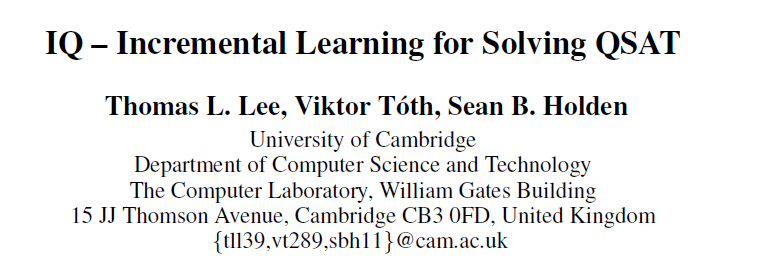 IQ – Incremental Learning for Solving QSAT
Thomas L. Lee, Viktor Tóth, Sean B. Holden
University of Cambridge
Department of Computer Science and Technology
The Computer Laboratory, William Gates Building
15 JJ Thomson Avenue, Cambridge CB3 0FD, United Kingdom
{tll39,vt289,sbh11}@cam.ac.uk